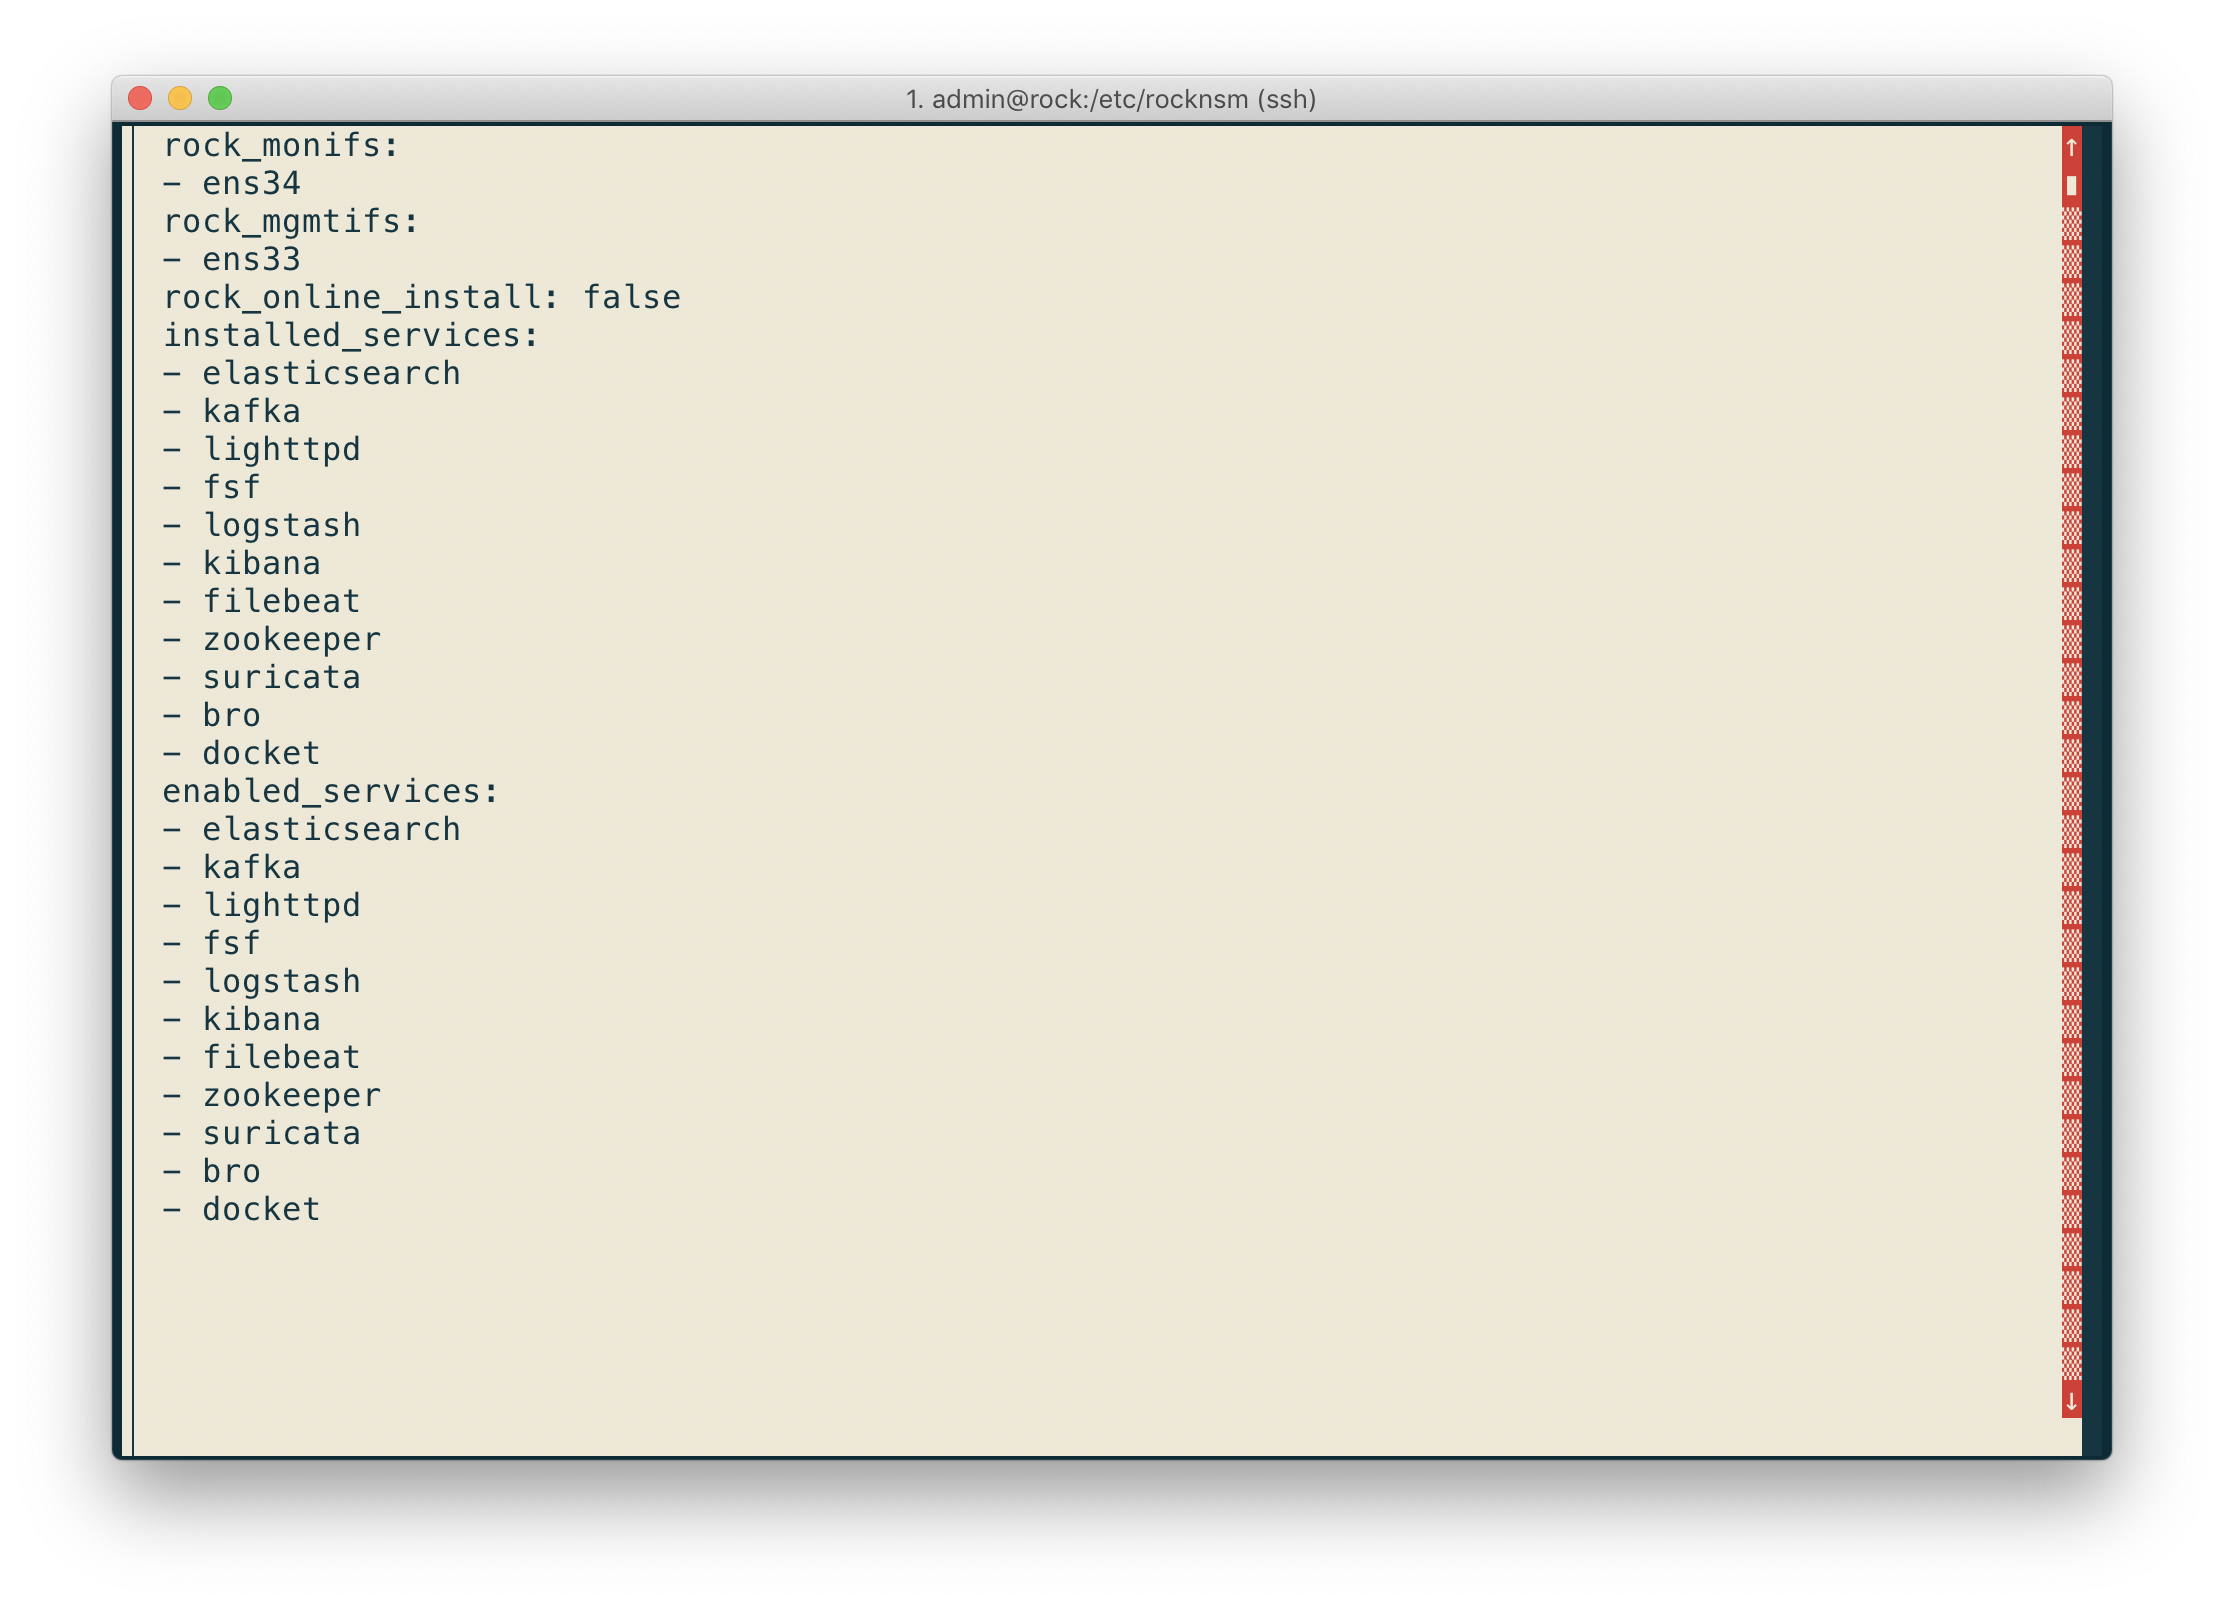 1. admin@rock:/etc/rocknsm (ssh)
rock_monifs:
- ens34
rock_mgmtifs:
- ens33
rock_online_install: false
installed_services:
- elasticsearch
- kafka
- lighttpd
- fsf
- logstash
- kibana
- filebeat
- zookeeper
- suricata
- bro
- docket
enabled_services:
- elasticsearch
- kafka
- lighttpd
- fsf
- logstash
- kibana
- filebeat
- zookeeper
- suricata
- bro
- docket